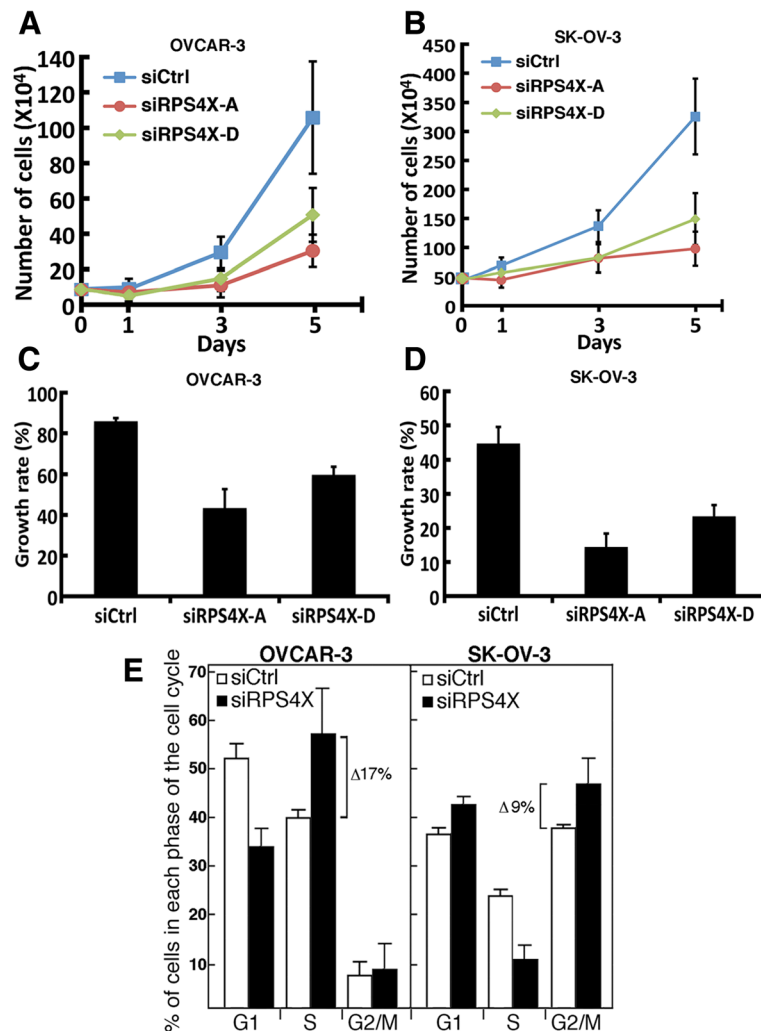 A
OVCAR-3
Number of cells (X10⁴)
140
120
100
80
60
40
20
0
siCtrl
siRPS4X-A
siRPS4X-D
0 1 3 5
Days
B
SK-OV-3
Number of cells (X10⁴)
450
350
300
250
200
150
100
50
0
siCtrl
siRPS4X-A
siRPS4X-D
0 1 3 5
Days
C
OVCAR-3
Growth rate (%)
100
80
60
40
20
0
siCtrl siRPS4X-A siRPS4X-D
D
SK-OV-3
Growth rate (%)
60
50
40
30
20
10
0
siCtrl siRPS4X-A siRPS4X-D
E
% of cells in each phase of the cell cycle
OVCAR-3 SK-OV-3
70
60
50
40
30
20
10
siCtrl
siRPS4X
Δ17%
siCtrl
siRPS4X
Δ9%
G1 S G2/M G1 S G2/M